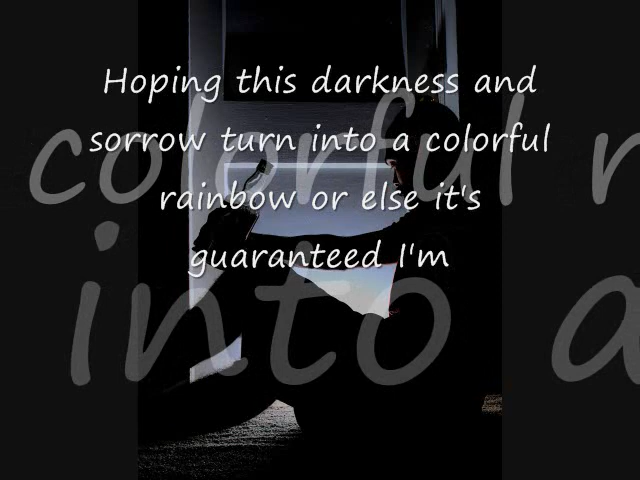 Hoping this darkness and
sorrow turn into a colorful
rainbow or else it's
guaranteed I'm
colorful r
into a